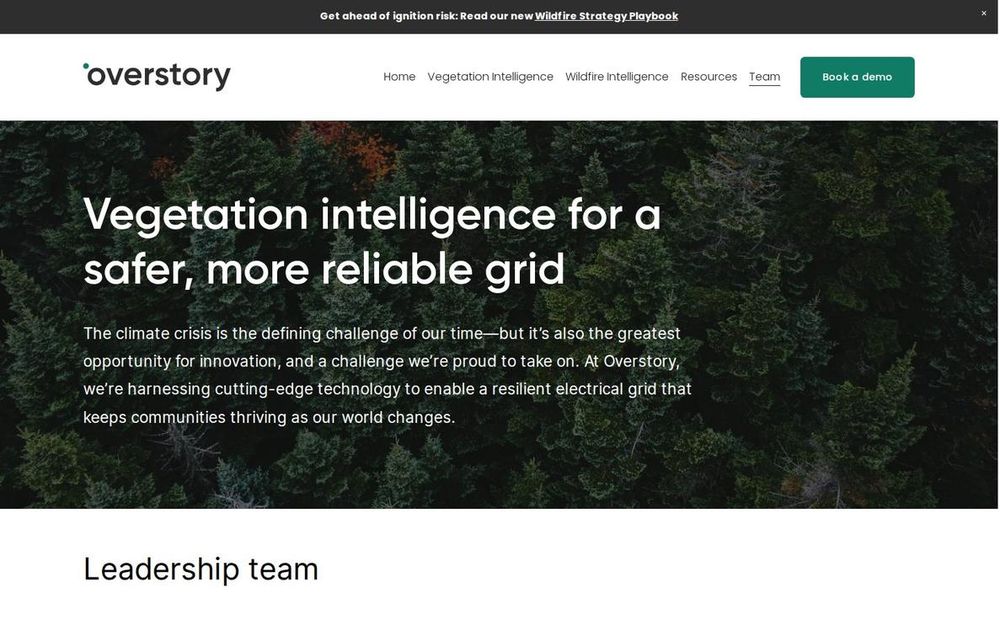 Get ahead of ignition risk: Read our new Wildfire Strategy Playbook
×
overstory
Home Vegetation Intelligence Wildfire Intelligence Resources Team Book a demo
Vegetation intelligence for a
safer, more reliable grid
The climate crisis is the defining challenge of our time—but it’s also the greatest
opportunity for innovation, and a challenge we’re proud to take on. At Overstory,
we’re harnessing cutting-edge technology to enable a resilient electrical grid that
keeps communities thriving as our world changes.
Leadership team